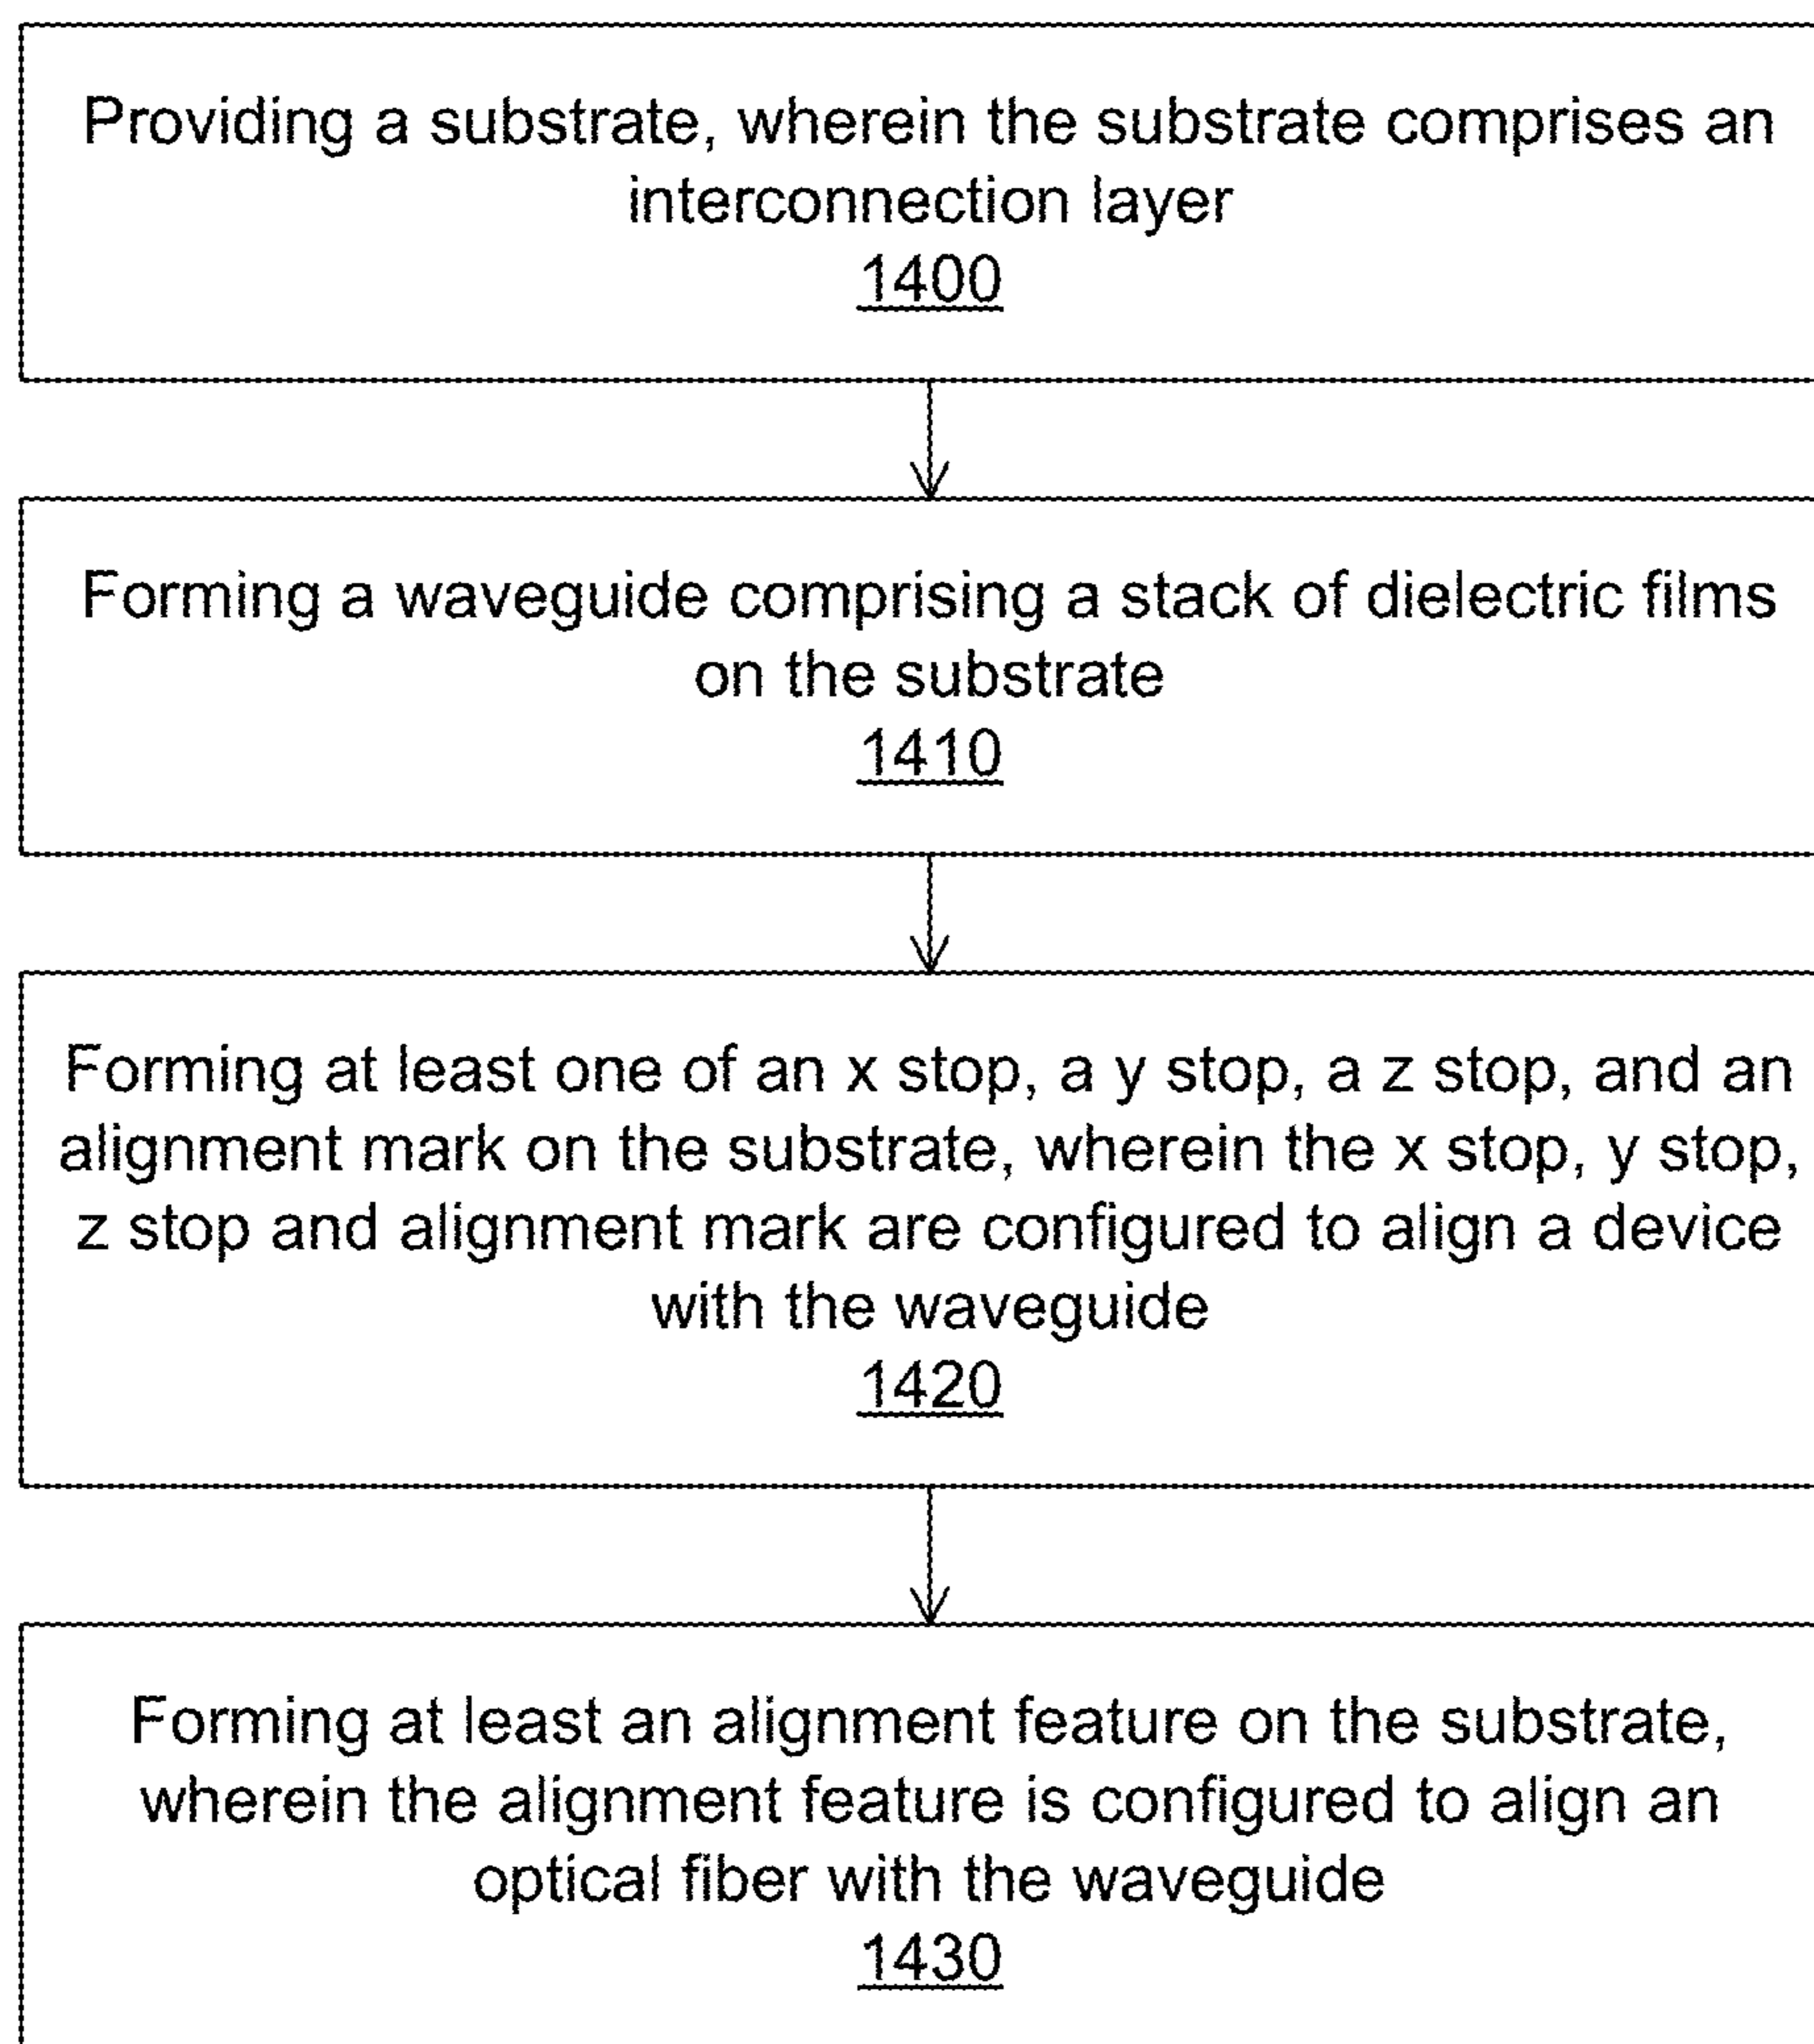 Providing a substrate, wherein the substrate comprises an
interconnection layer
1400
Forming a waveguide comprising a stack of dielectric films
on the substrate
1410
Forming at least one of an x stop, a y stop, a z stop, and an
alignment mark on the substrate, wherein the x stop, y stop,
z stop and alignment mark are configured to align a device
with the waveguide
1420
Forming at least an alignment feature on the substrate,
wherein the alignment feature is configured to align an
optical fiber with the waveguide
1430